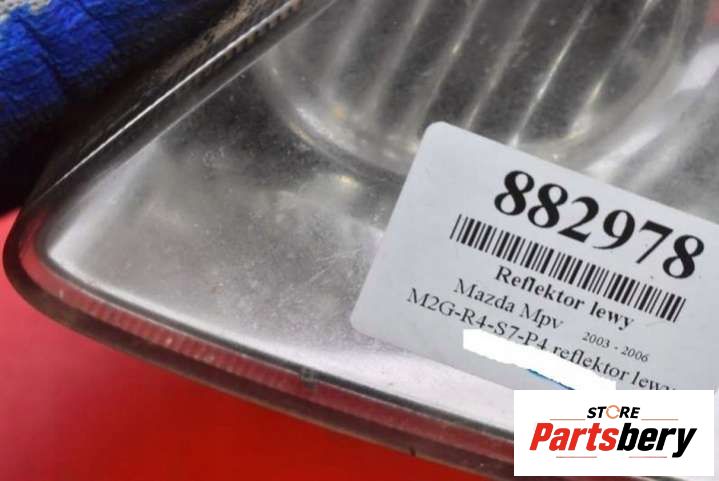 882978
Reflektor lewy
Mazda Mpv 2003 - 2006
M2G-R4-S7-P4 reflektor lewy
STORE
Partsbery